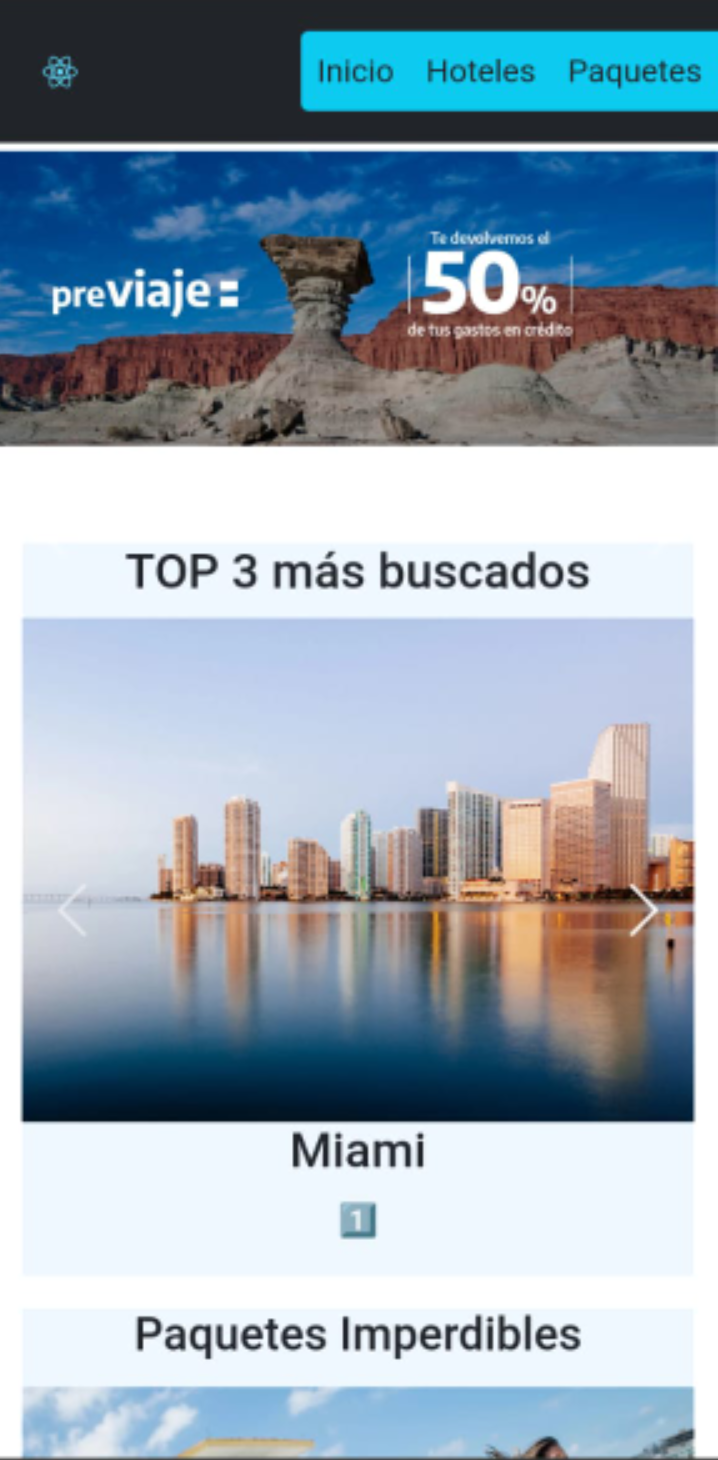 Inicio Hoteles Paquetes
previaje
Te devolvemos el
50%
de tus gastos en crédito
TOP 3 más buscados
Miami
1
Paquetes Imperdibles